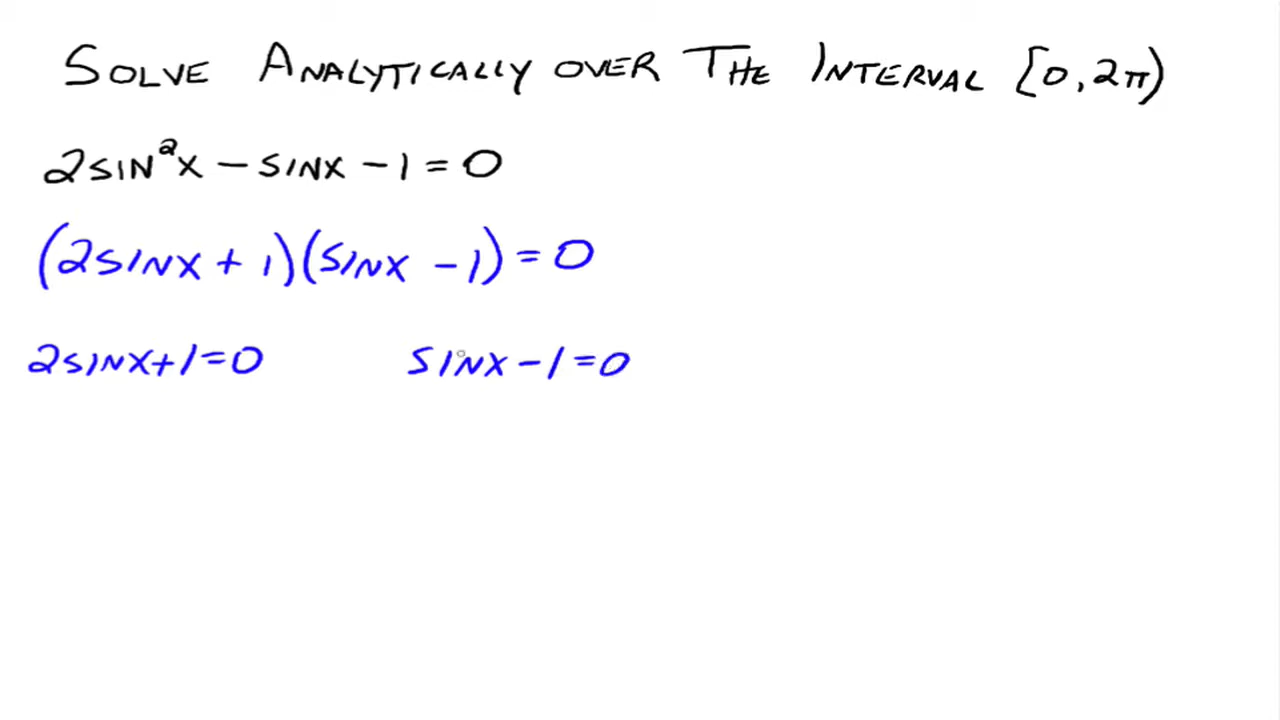 SOLVE ANALYTICALLY OVER THE INTERVAL [0, 2π)
2sin²x - sinx - 1 = 0
(2sinx + 1)(sinx - 1) = 0
2sinx+1=0 sinx-1=0